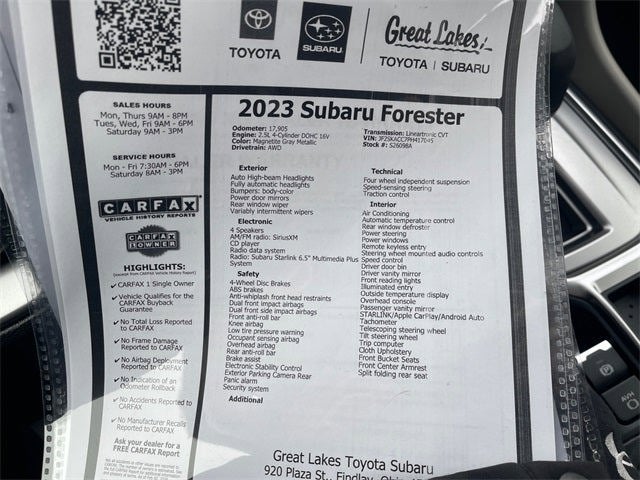 TOYOTA
SUBARU
Great Lakes
TOYOTA | SUBARU
SALES HOURS
Mon, Thurs 9AM - 8PM
Tues, Wed, Fri 9AM - 6PM
Saturday 9AM - 3PM
SERVICE HOURS
Mon - Fri 7:30AM - 6PM
Saturday 8AM - 3PM
CARFAX
VEHICLE HISTORY REPORTS
CARFAX
1 OWNER
HIGHLIGHTS:
(excerpt from CARFAX Vehicle History Report)
✓ CARFAX 1 Single Owner
✓ Vehicle Qualifies for the
CARFAX Buyback
Guarantee
✓ No Total Loss Reported
to CARFAX
✓ No Frame Damage
Reported to CARFAX
✓ No Airbag Deployment
Reported to CARFAX
✓ No Indication of an
Odometer Rollback
✓ No Accidents Reported to
CARFAX
✓ No Manufacturer Recalls
Reported to CARFAX
Ask your dealer for a
FREE CARFAX Report
2023 Subaru Forester
Odometer: 17,905
Engine: 2.5L 4-Cylinder DOHC 16V
Color: Magnetite Gray Metallic
Drivetrain: AWD
Transmission: Lineartronic CVT
VIN: JF2SKACC7PH417045
Stock #: S26098A
Exterior
Auto High-beam Headlights
Fully automatic headlights
Bumpers: body-color
Power door mirrors
Variably intermittent wipers
Electronic
4 Speakers
AM/FM radio: SiriusXM
CD player
Radio data system
Radio: Subaru Starlink 6.5" Multimedia Plus
System
Safety
4-Wheel Disc Brakes
ABS brakes
Anti-whiplash front head restraints
Dual front impact airbags
Dual front side impact airbags
Front anti-roll bar
Knee airbag
Low tire pressure warning
Occupant sensing airbag
Overhead airbag
Rear anti-roll bar
Brake assist
Electronic Stability Control
Exterior Parking Camera Rear
Panic alarm
Security system
Additional
Technical
Four wheel independent suspension
Speed-sensing steering
Traction control
Interior
Air Conditioning
Automatic temperature control
Rear window defroster
Power steering
Power windows
Remote keyless entry
Steering wheel mounted audio controls
Speed control
Driver door bin
Driver vanity mirror
Front reading lights
Illuminated entry
Outside temperature display
Overhead console
Passenger vanity mirror
STARLINK/Apple CarPlay/Android Auto
Tachometer
Telescoping steering wheel
Tilt steering wheel
Trip computer
Cloth Upholstery
Front Bucket Seats
Front Center Armrest
Split folding rear seat
Great Lakes Toyota Subaru
920 Plaza St., Findlay, Ohio
P
AVH